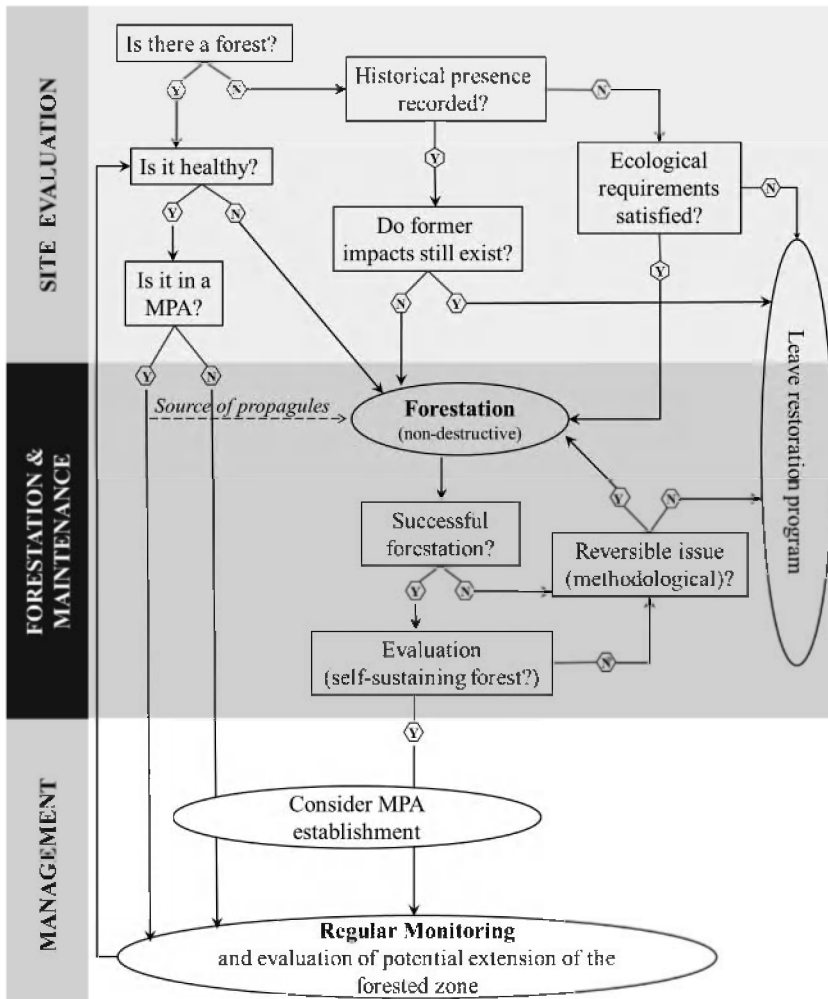 SITE EVALUATION
Is there a forest?
Y
N
Historical presence
recorded?
N
Y
Is it healthy?
Y
N
Ecological
requirements
satisfied?
N
Y
Do former
impacts still exist?
N
Y
Is it in a
MPA?
Y
N
Leave restoration program
FORESTATION &
MAINTENANCE
Source of propagules
Forestation
(non-destructive)
Successful
forestation?
Y
N
Reversible issue
(methodological)?
Y
N
Evaluation
(self-sustaining forest?)
N
Y
MANAGEMENT
Consider MPA
establishment
Regular Monitoring
and evaluation of potential extension of the
forested zone